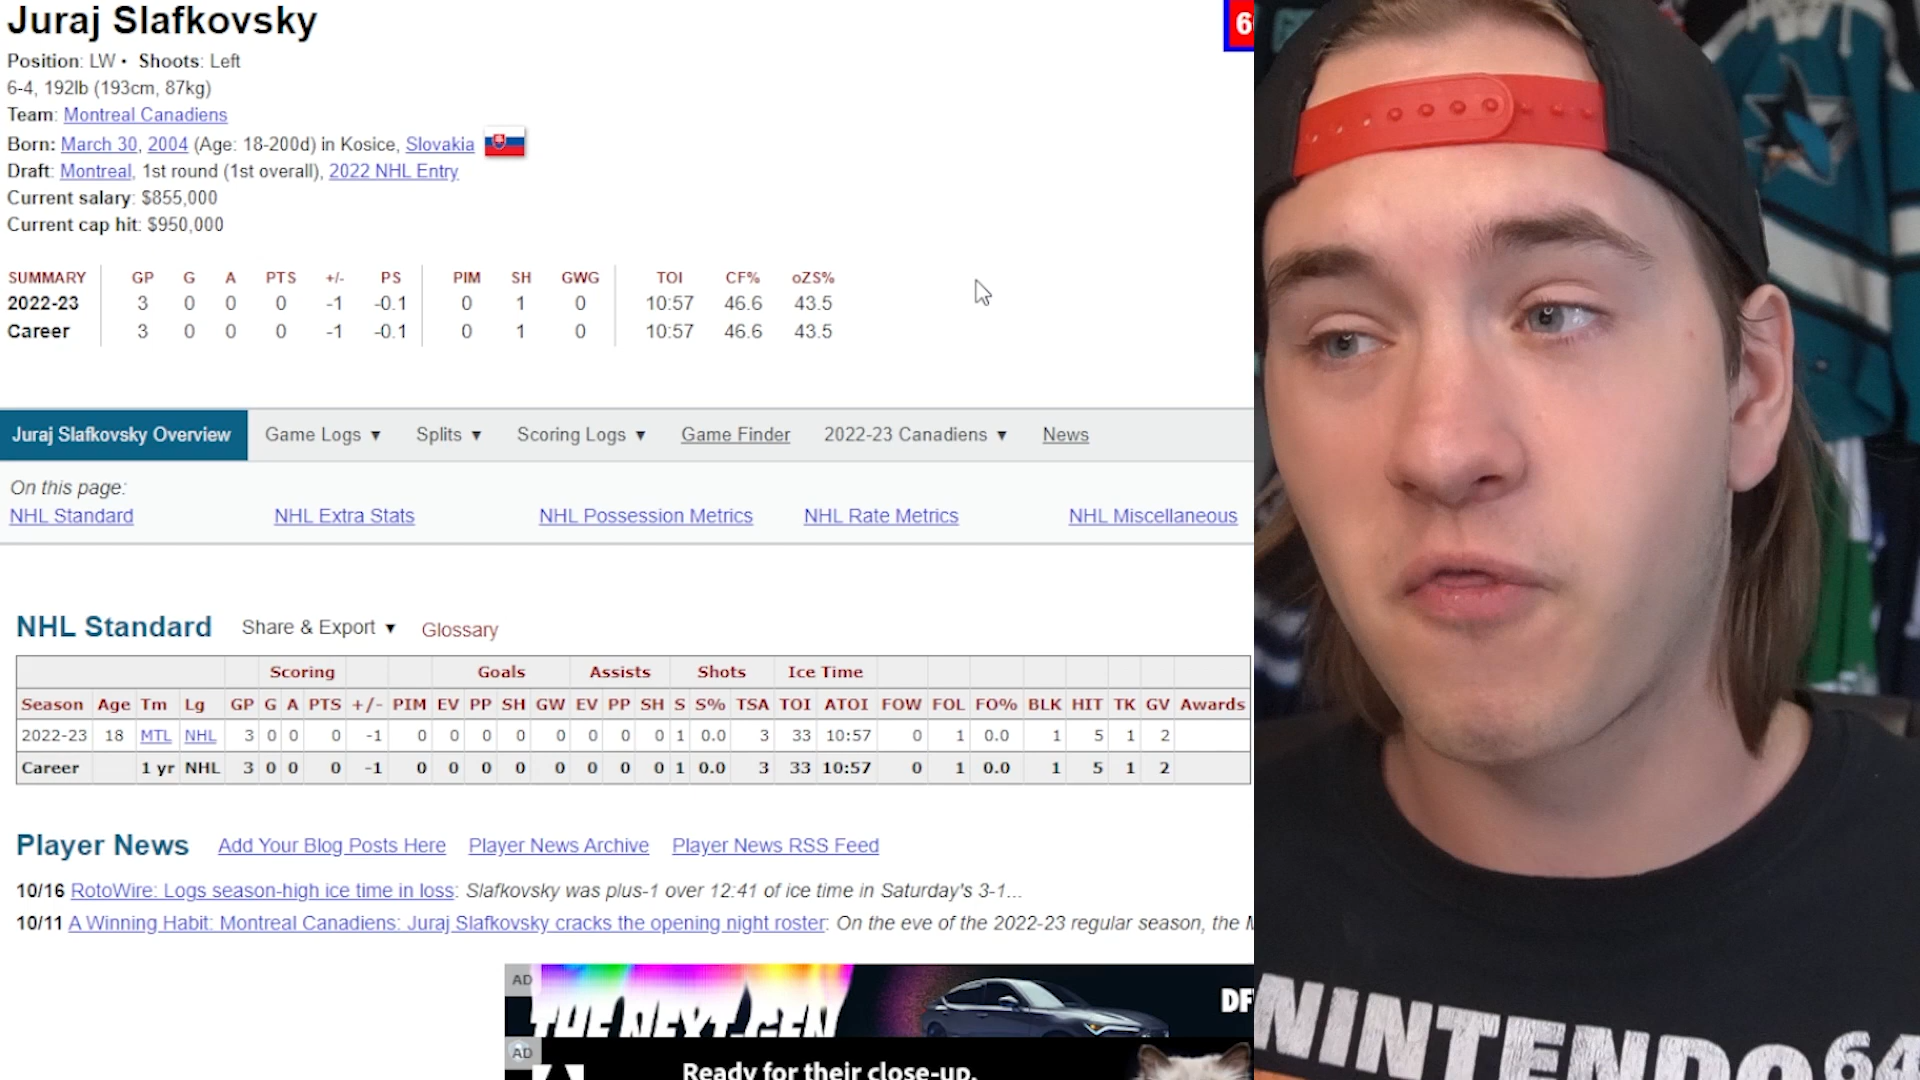 Juraj Slafkovsky
Position: LW • Shoots: Left
6-4, 192lb (193cm, 87kg)
Team: Montreal Canadiens
Born: March 30, 2004 (Age: 18-200d) in Kosice, Slovakia
Draft: Montreal, 1st round (1st overall), 2022 NHL Entry
Current salary: $855,000
Current cap hit: $950,000
SUMMARY GP G A PTS +/- PS PIM SH GWG TOI CF% oZS%
2022-23 3 0 0 0 -1 -0.1 0 1 0 10:57 46.6 43.5
Career 3 0 0 0 -1 -0.1 0 1 0 10:57 46.6 43.5
Juraj Slafkovsky Overview Game Logs ▼ Splits ▼ Scoring Logs ▼ Game Finder 2022-23 Canadiens ▼ News
On this page:
NHL Standard NHL Extra Stats NHL Possession Metrics NHL Rate Metrics NHL Miscellaneous
NHL Standard Share & Export ▼ Glossary
Scoring Goals Assists Shots Ice Time
Season Age Tm Lg GP G A PTS +/- PIM EV PP SH GW EV PP SH S S% TSA TOI ATOI FOW FOL FO% BLK HIT TK GV Awards
2022-23 18 MTL NHL 3 0 0 0 -1 0 0 0 0 0 0 0 0 1 0.0 3 33 10:57 0 1 0.0 1 5 1 2
Career 1 yr NHL 3 0 0 0 -1 0 0 0 0 0 0 0 0 1 0.0 3 33 10:57 0 1 0.0 1 5 1 2
Player News Add Your Blog Posts Here Player News Archive Player News RSS Feed
10/16 RotoWire: Logs season-high ice time in loss: Slafkovsky was plus-1 over 12:41 of ice time in Saturday's 3-1...
10/11 A Winning Habit: Montreal Canadiens: Juraj Slafkovsky cracks the opening night roster: On the eve of the 2022-23 regular season, the
AD
THE NEXT-GEN
AD
Ready for their close-up.
NINTENDO 64